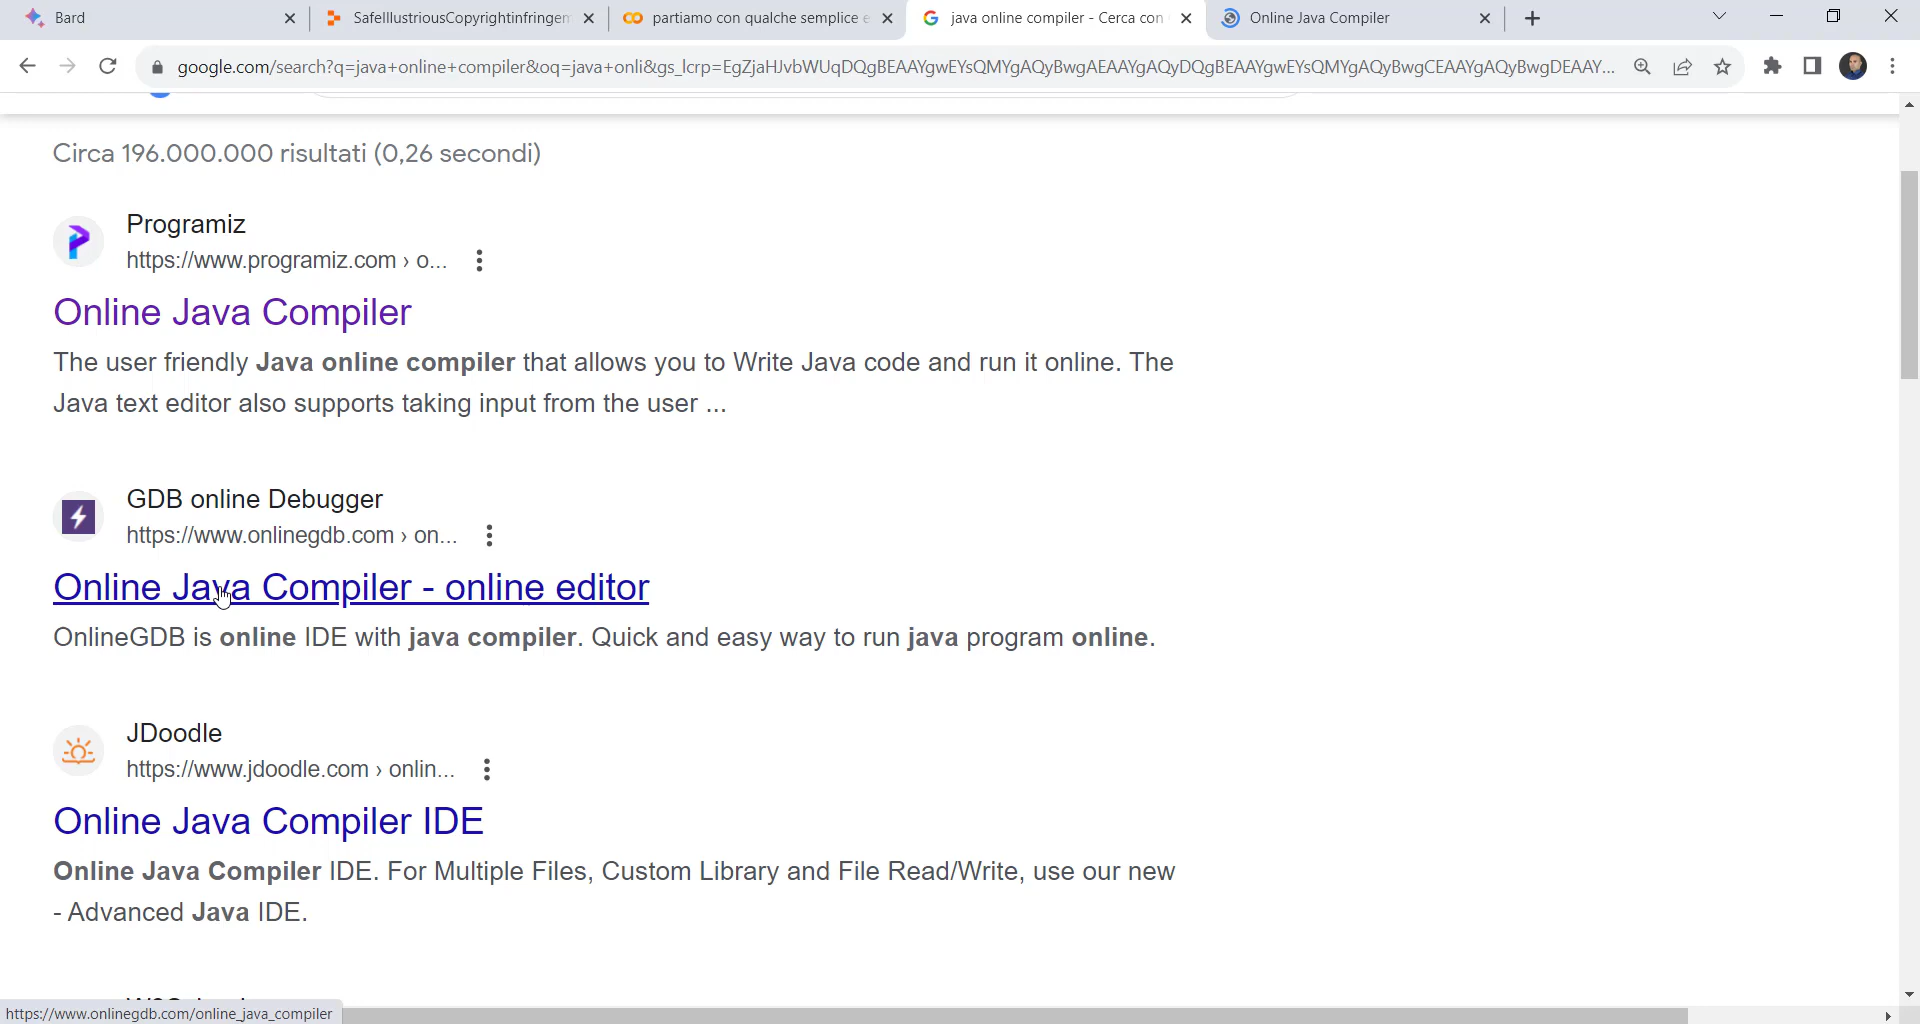 Bard
SafeIllustriousCopyrightinfringem
partiamo con qualche semplice e
java online compiler - Cerca con
Online Java Compiler
google.com/search?q=java+online+compiler&oq=java+onli&gs_lcrp=EgZjaHJvbWUqDQgBEAAYgwEYsQMYgAQyBwgAEAAYgAQyDQgBEAAYgwEYsQMYgAQyBwgCEAAYgAQyBwgDEAAY...
Circa 196.000.000 risultati (0,26 secondi)
Programiz
https://www.programiz.com › o...
Online Java Compiler
The user friendly Java online compiler that allows you to Write Java code and run it online. The
Java text editor also supports taking input from the user ...
GDB online Debugger
https://www.onlinegdb.com › on...
Online Java Compiler - online editor
OnlineGDB is online IDE with java compiler. Quick and easy way to run java program online.
JDoodle
https://www.jdoodle.com › onlin...
Online Java Compiler IDE
Online Java Compiler IDE. For Multiple Files, Custom Library and File Read/Write, use our new
- Advanced Java IDE.
https://www.onlinegdb.com/online_java_compiler